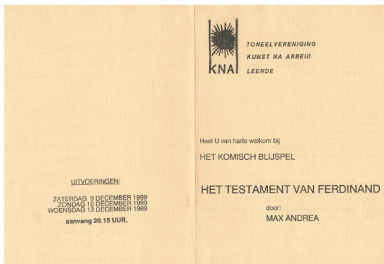 UITVOERINGEN:
ZATERDAG 9 DECEMBER 1989
ZONDAG 10 DECEMBER 1989
WOENSDAG 13 DECEMBER 1989
aanvang 20.15 UUR.
KNA
TONEELVERENIGING
KUNST NA ARBEID
LEENDE
Heet U van harte welkom bij
HET KOMISCH BLIJSPEL
HET TESTAMENT VAN FERDINAND
door:
MAX ANDREA